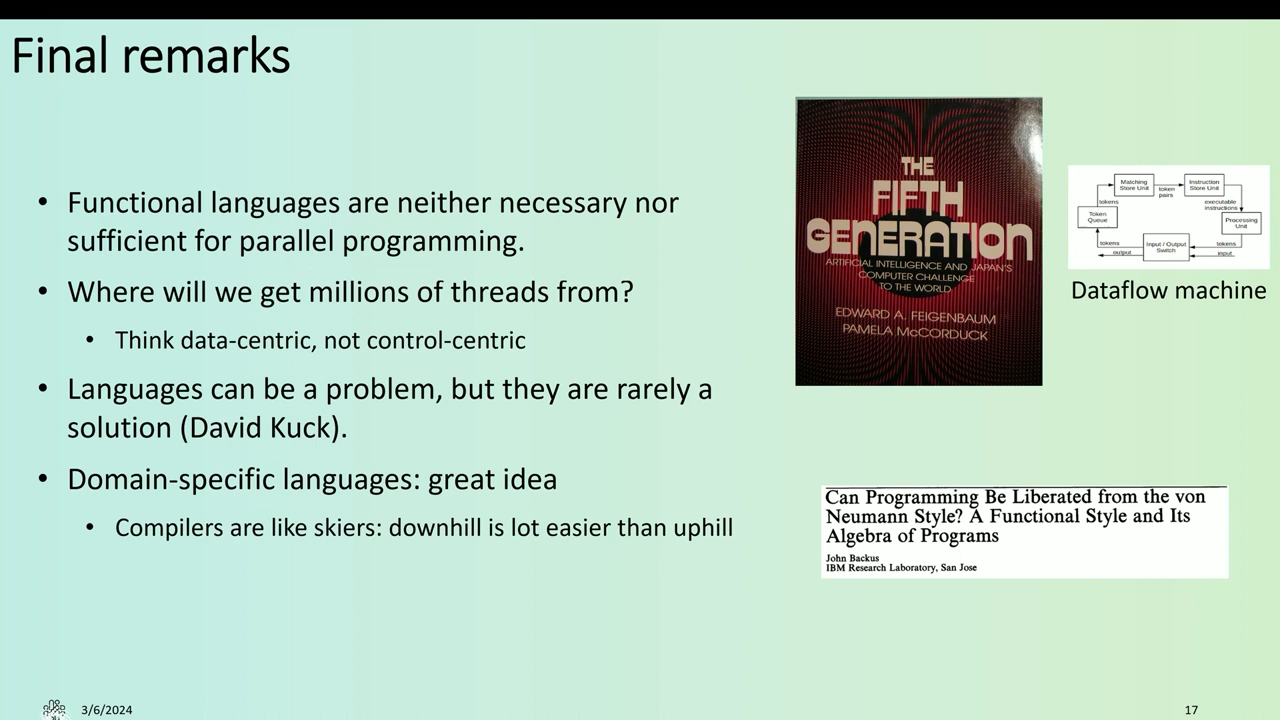 Final remarks
• Functional languages are neither necessary nor
sufficient for parallel programming.
• Where will we get millions of threads from?
• Think data-centric, not control-centric
• Languages can be a problem, but they are rarely a
solution (David Kuck).
• Domain-specific languages: great idea
• Compilers are like skiers: downhill is lot easier than uphill
THE
FIFTH
GENERATION
ARTIFICIAL INTELLIGENCE AND JAPAN'S
COMPUTER CHALLENGE
TO THE WORLD
EDWARD A. FEIGENBAUM
PAMELA McCORDUCK
Matching
Store Unit
token
pairs
Instruction
Store Unit
tokens
executable
instructions
Token
Queue
Processing
Unit
tokens
Input / Output
Switch
tokens
output
input
Dataflow machine
Can Programming Be Liberated from the von
Neumann Style? A Functional Style and Its
Algebra of Programs
John Backus
IBM Research Laboratory, San Jose
3/6/2024
17